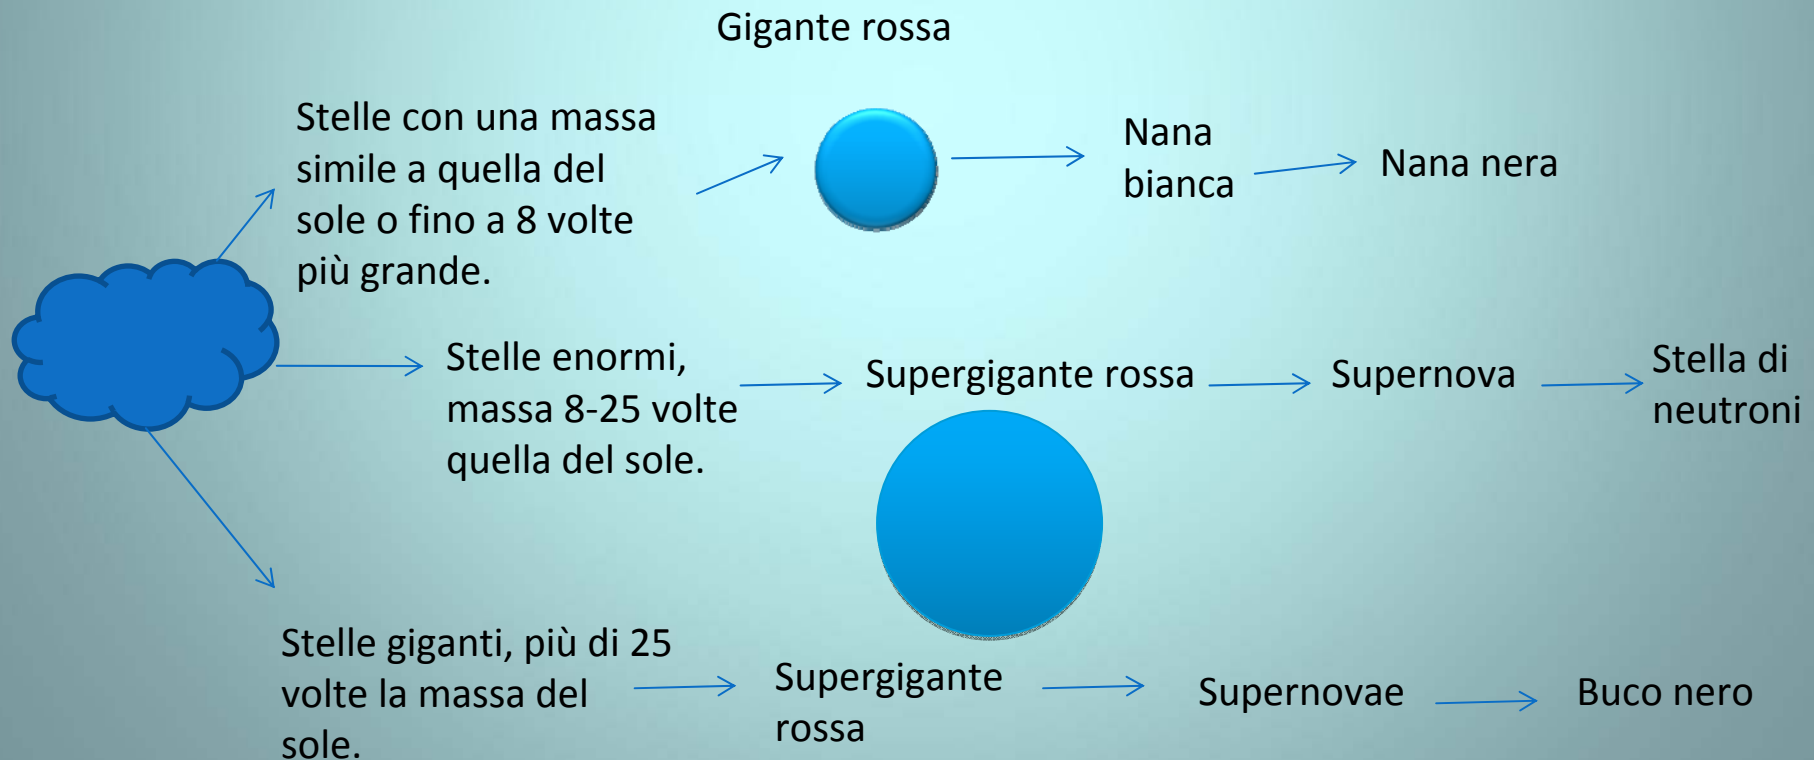 Gigante rossa
Stelle con una massa
simile a quella del
sole o fino a 8 volte
più grande.
Nana
bianca
Nana nera
Stelle enormi,
massa 8-25 volte
quella del sole.
Supergigante rossa
Supernova
Stella di
neutroni
Stelle giganti, più di 25
volte la massa del
sole.
Supergigante
rossa
Supernovae
Buco nero